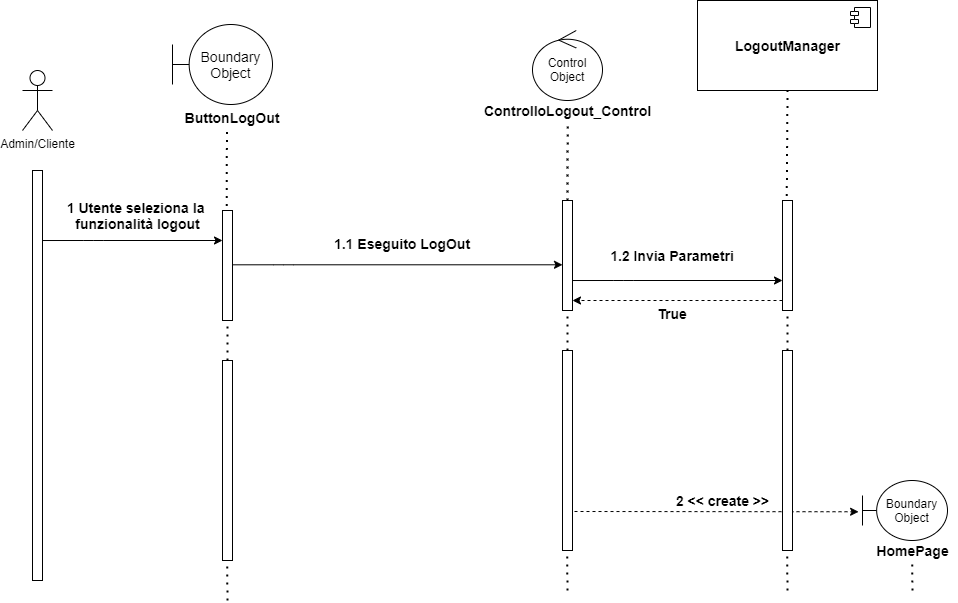 Boundary
Object
ButtonLogOut
Control
Object
ControlloLogout_Control
LogoutManager
Admin/Cliente
1 Utente seleziona la
funzionalità logout
1.1 Eseguito LogOut
1.2 Invia Parametri
True
2 << create >>
Boundary
Object
HomePage